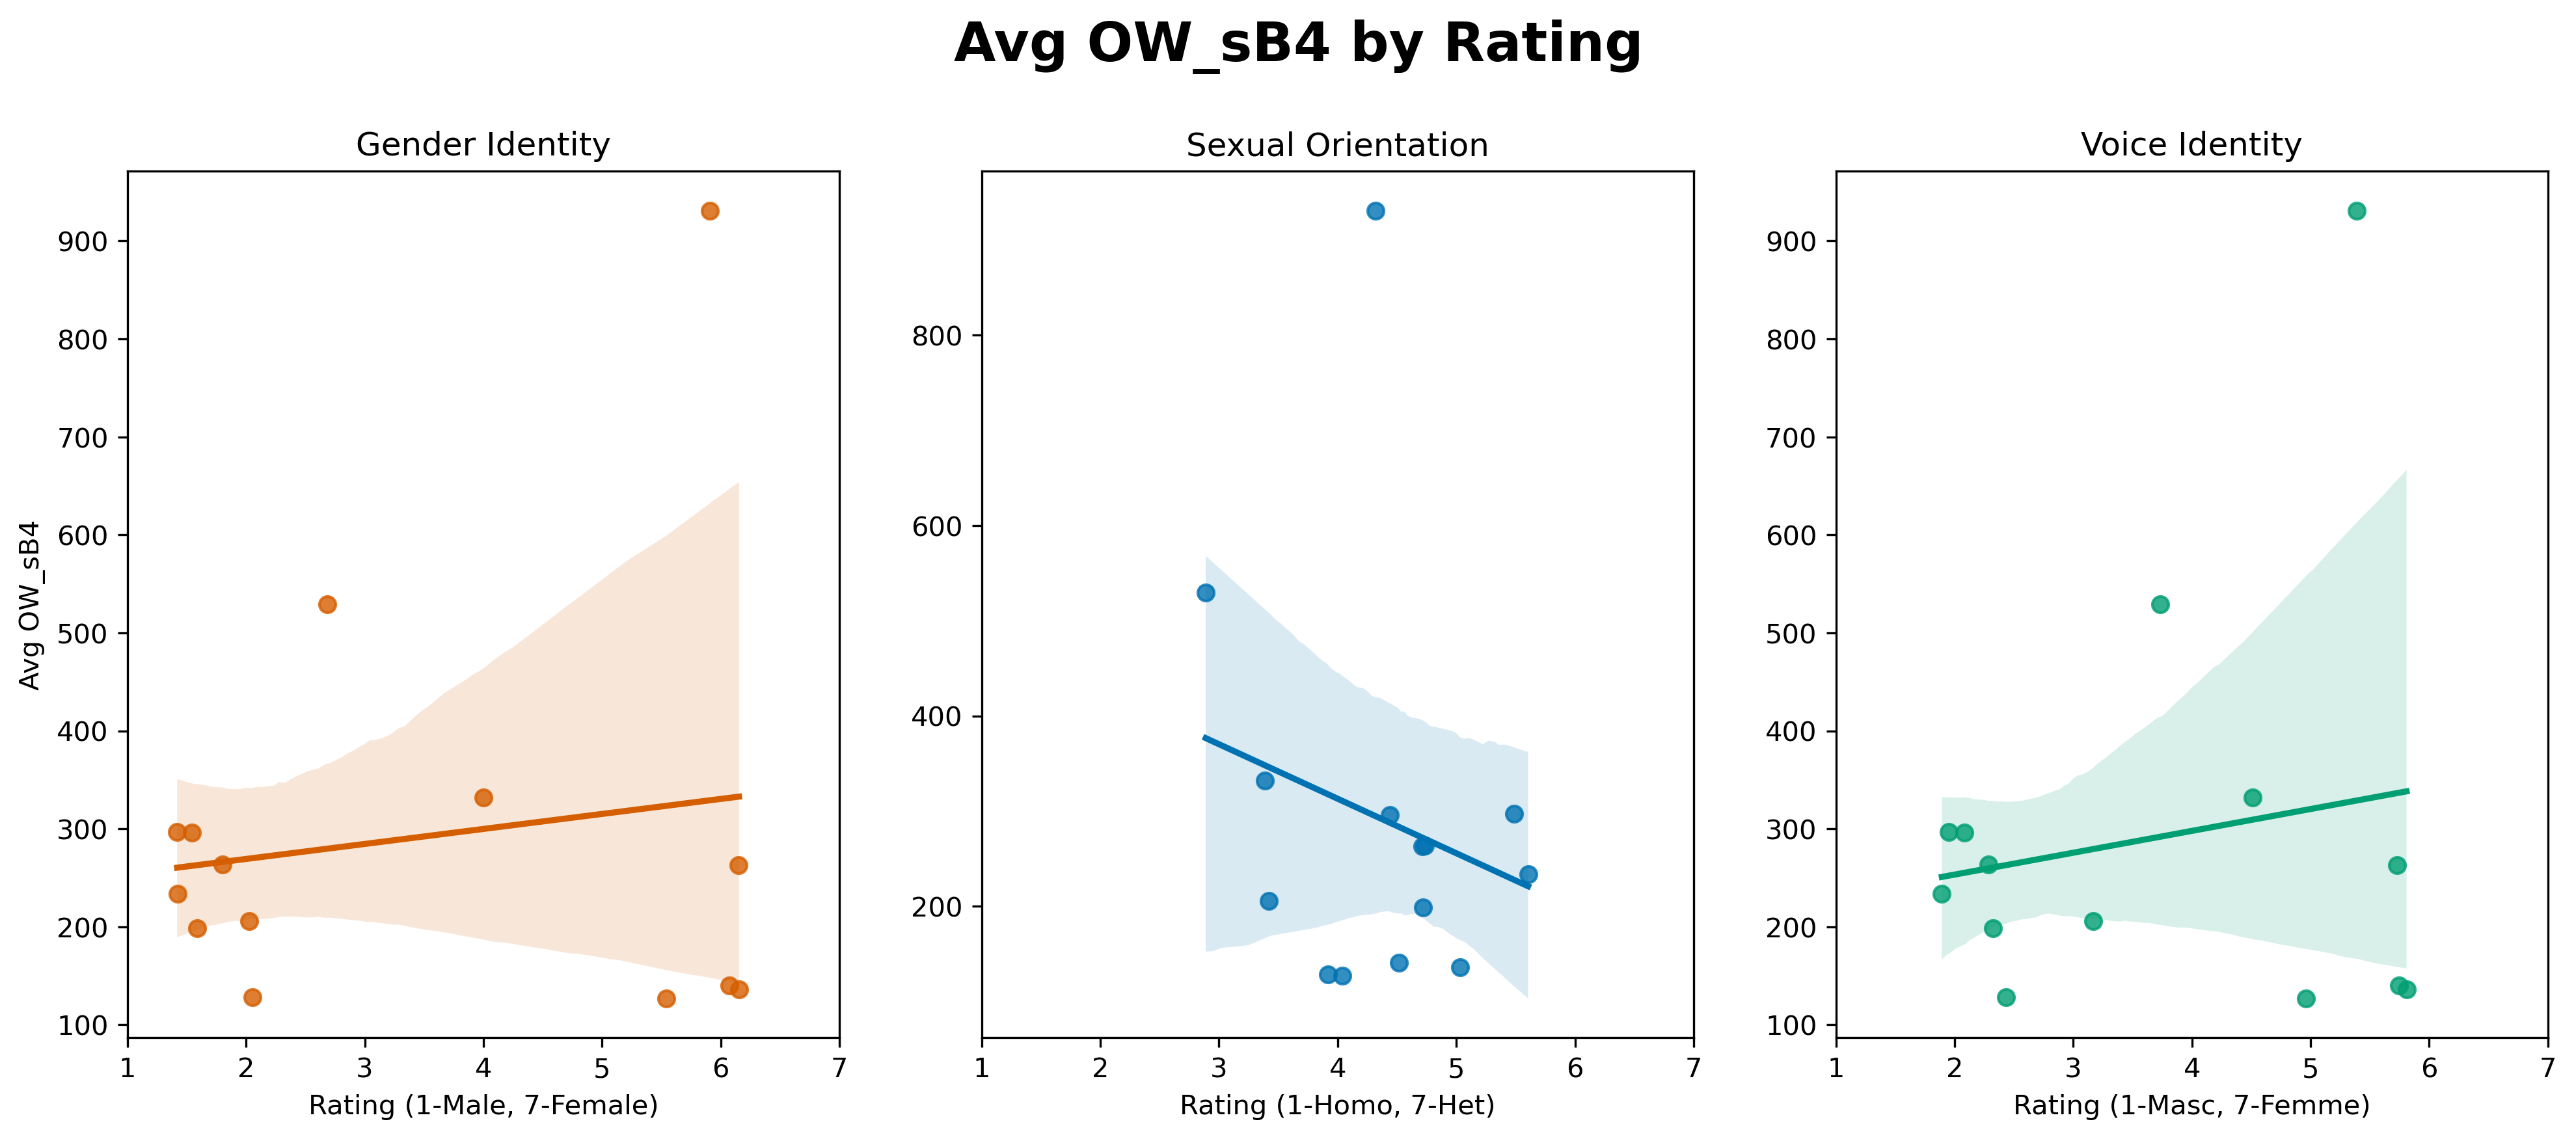 Avg OW_sB4 by Rating
Gender Identity
Sexual Orientation
Voice Identity
Avg OW_sB4
900
800
700
600
500
400
300
200
100
1 2 3 4 5 6 7
Rating (1-Male, 7-Female)
800
600
400
200
1 2 3 4 5 6 7
Rating (1-Homo, 7-Het)
900
800
700
600
500
400
300
200
100
1 2 3 4 5 6 7
Rating (1-Masc, 7-Femme)